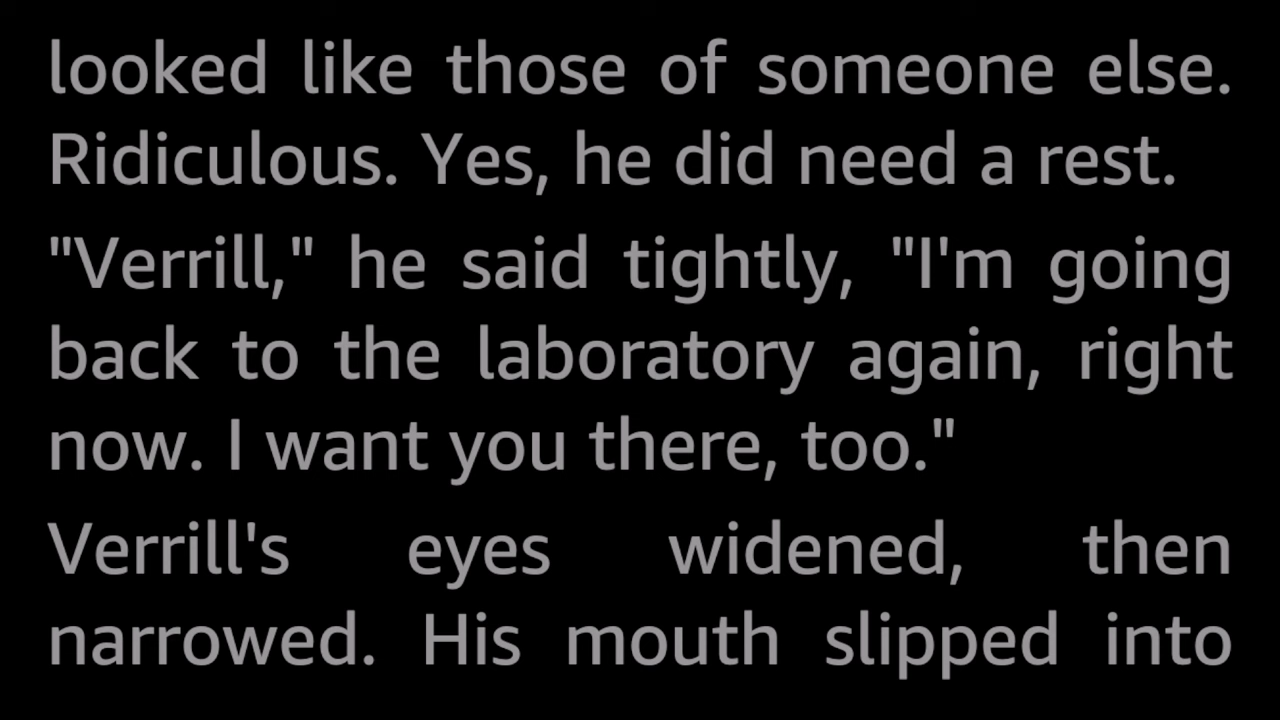 looked like those of someone else.
Ridiculous. Yes, he did need a rest.
"Verrill," he said tightly, "I'm going
back to the laboratory again, right
now. I want you there, too."
Verrill's eyes widened, then
narrowed. His mouth slipped into